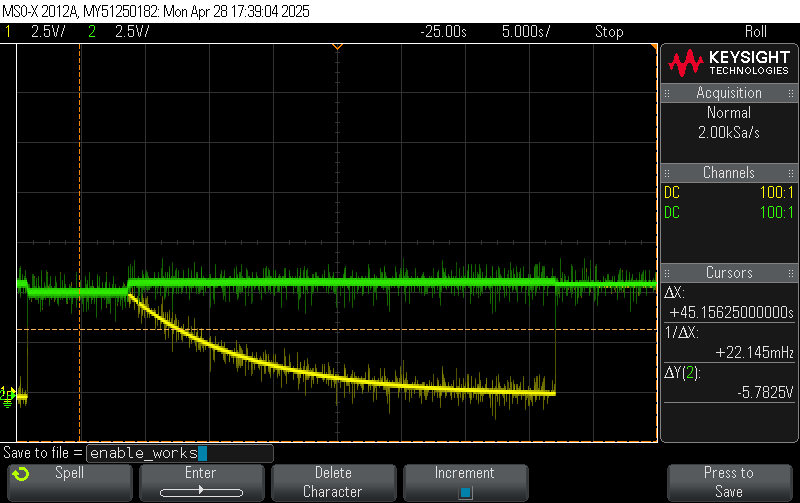 MSO-X 2012A, MY51250182: Mon Apr 28 17:39:04 2025
1 2.5V/ 2 2.5V/ -25.00s 5.000s/ Stop Roll
KEYSIGHT
TECHNOLOGIES
Acquisition
Normal
2.00kSa/s
Channels
DC 100:1
DC 100:1
Cursors
ΔX:
+45.15625000000s
1/ΔX:
+22.145mHz
ΔY(2):
-5.7825V
Save to file = enable_works
Spell
Enter
Delete
Character
Increment
Press to
Save